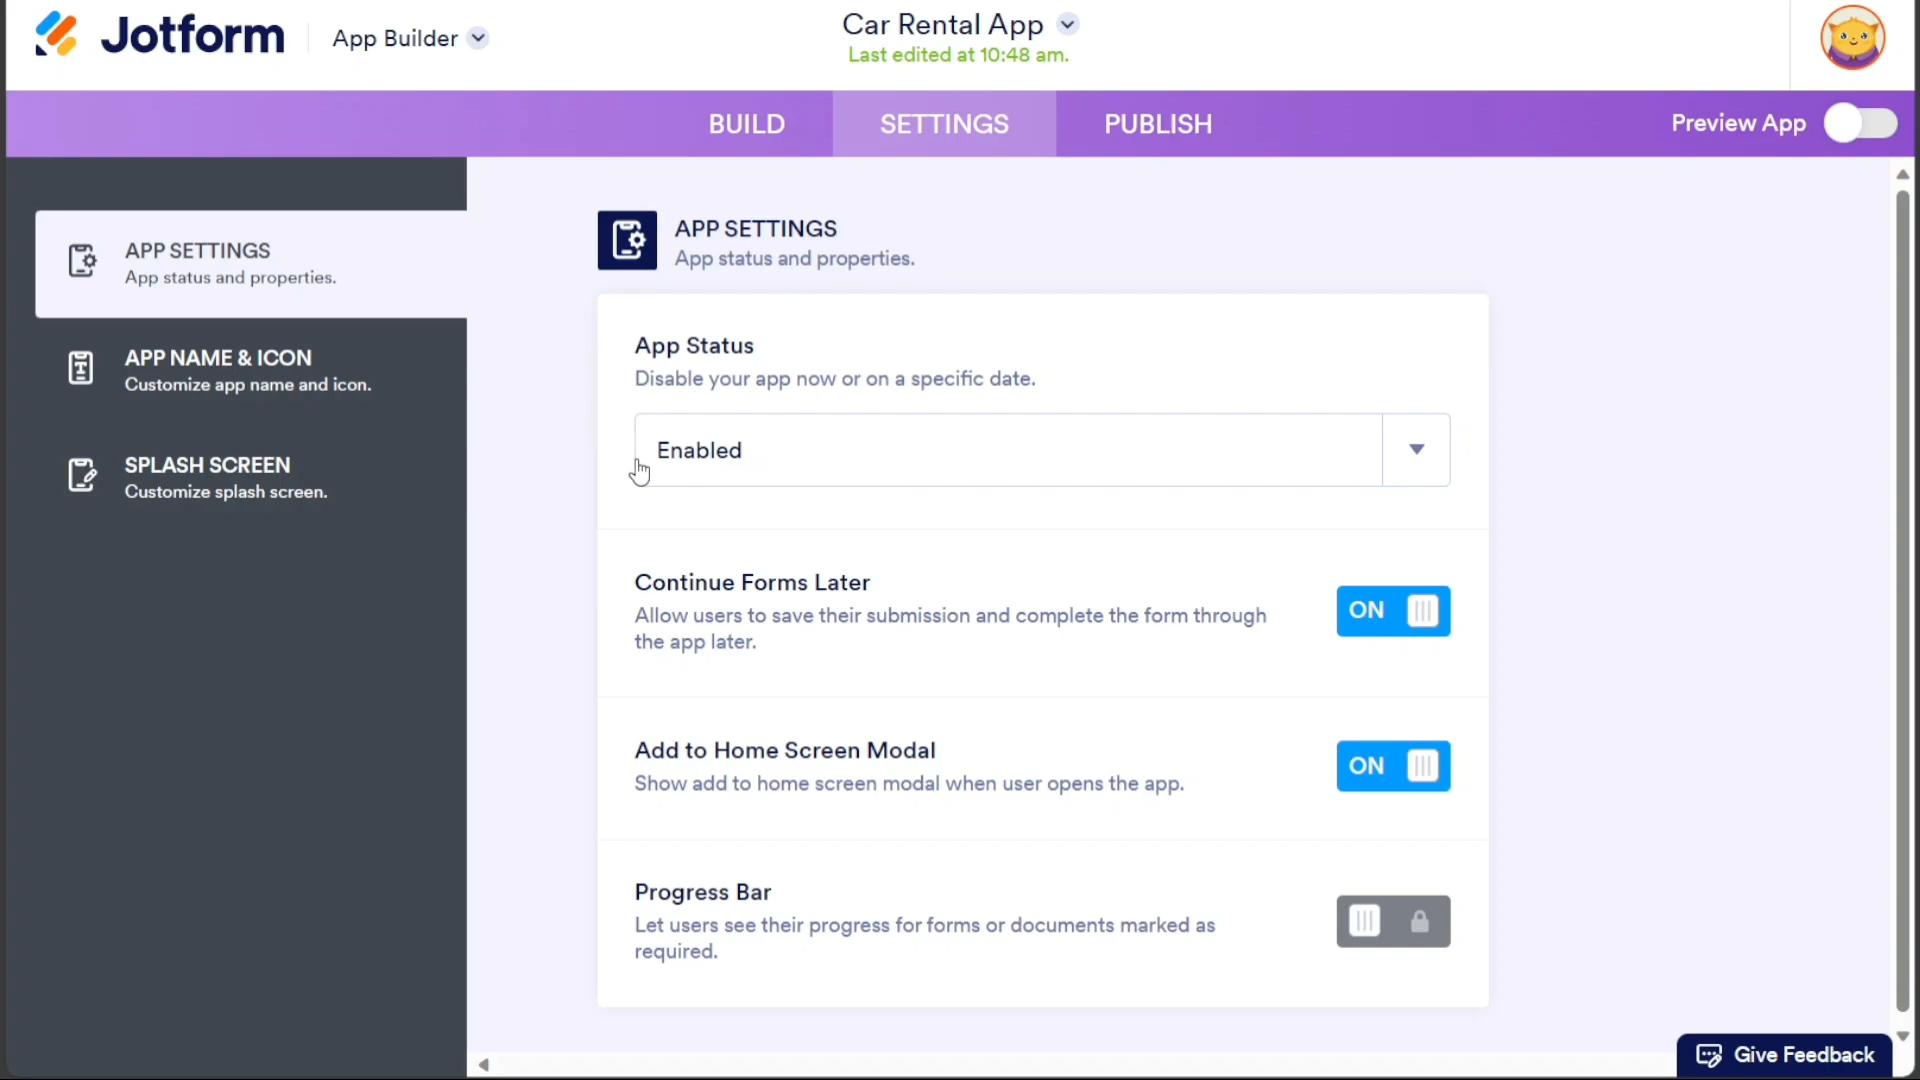 Jotform
App Builder
Car Rental App
Last edited at 10:48 am.
BUILD
SETTINGS
PUBLISH
Preview App
APP SETTINGS
App status and properties.
APP NAME & ICON
Customize app name and icon.
SPLASH SCREEN
Customize splash screen.
APP SETTINGS
App status and properties.
App Status
Disable your app now or on a specific date.
Enabled
Continue Forms Later
Allow users to save their submission and complete the form through
the app later.
ON
Add to Home Screen Modal
Show add to home screen modal when user opens the app.
ON
Progress Bar
Let users see their progress for forms or documents marked as
required.
Give Feedback